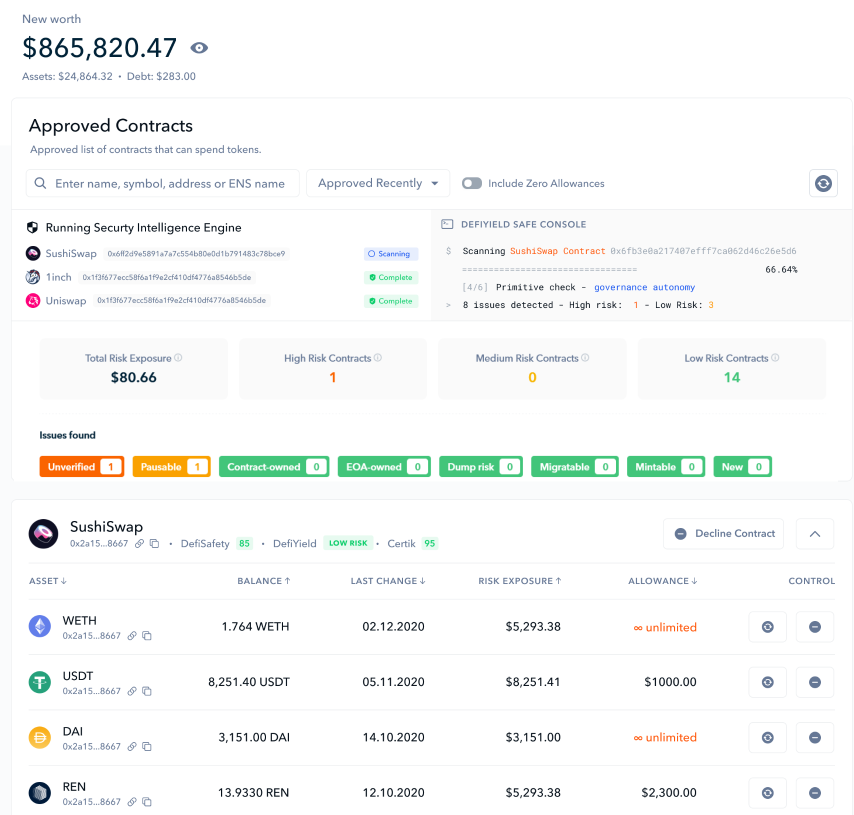 New worth
$865,820.47
Assets: $24,864.32 • Debt: $283.00
Approved Contracts
Approved list of contracts that can spend tokens.
Enter name, symbol, address or ENS name
Approved Recently
Include Zero Allowances
Running Securty Intelligence Engine
SushiSwap 0x6ff2d9e5891a7a7c554b80e0d1b791483c78bce9 Scanning
1inch 0x1f3f677ecc58f6a1f9e2cf410df4776a8546b5de Complete
Uniswap 0x1f3f677ecc58f6a1f9e2cf410df4776a8546b5de Complete
DEFIYIELD SAFE CONSOLE
$ Scanning SushiSwap Contract 0x6fb3e0a217407efff7ca062d46c26e5d6
================================= 66.64%
[4/6] Primitive check - governance autonomy
> 8 issues detected - High risk: 1 - Low Risk: 3
Total Risk Exposure
$80.66
High Risk Contracts
1
Medium Risk Contracts
0
Low Risk Contracts
14
Issues found
Unverified 1 Pausable 1 Contract-owned 0 EOA-owned 0 Dump risk 0 Migratable 0 Mintable 0 New 0
SushiSwap
0x2a15...8667 • DefiSafety 85 • DefiYield LOW RISK • Certik 95
Decline Contract
ASSET ↓ BALANCE ↑ LAST CHANGE ↓ RISK EXPOSURE ↑ ALLOWANCE ↓ CONTROL
WETH
0x2a15...8667
1.764 WETH 02.12.2020 $5,293.38 ∞ unlimited
USDT
0x2a15...8667
8,251.40 USDT 05.11.2020 $8,251.41 $1000.00
DAI
0x2a15...8667
3,151.00 DAI 14.10.2020 $3,151.00 ∞ unlimited
REN
0x2a15...8667
13.9330 REN 12.10.2020 $5,293.38 $2,300.00